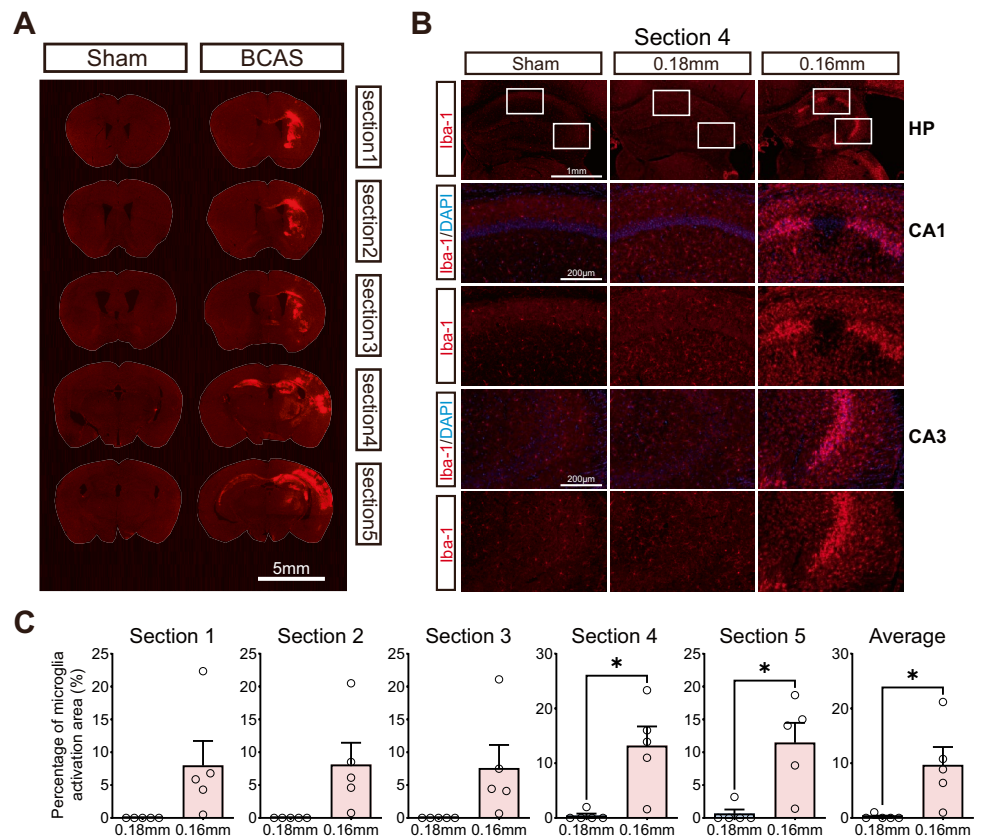 A
Sham BCAS
section1
section2
section3
section4
section5
5mm
B
Section 4
Sham 0.18mm 0.16mm
Iba-1
HP
1mm
Iba-1/DAPI
CA1
200μm
Iba-1
Iba-1/DAPI
CA3
200μm
Iba-1
C
Percentage of microglia
activation area (%)
Section 1
25
20
15
10
5
0
0.18mm 0.16mm
Section 2
25
20
15
10
5
0
0.18mm 0.16mm
Section 3
25
20
15
10
5
0
0.18mm 0.16mm
Section 4
30
20
10
0
*
0.18mm 0.16mm
Section 5
25
20
15
10
5
0
*
0.18mm 0.16mm
Average
30
20
10
0
*
0.18mm 0.16mm